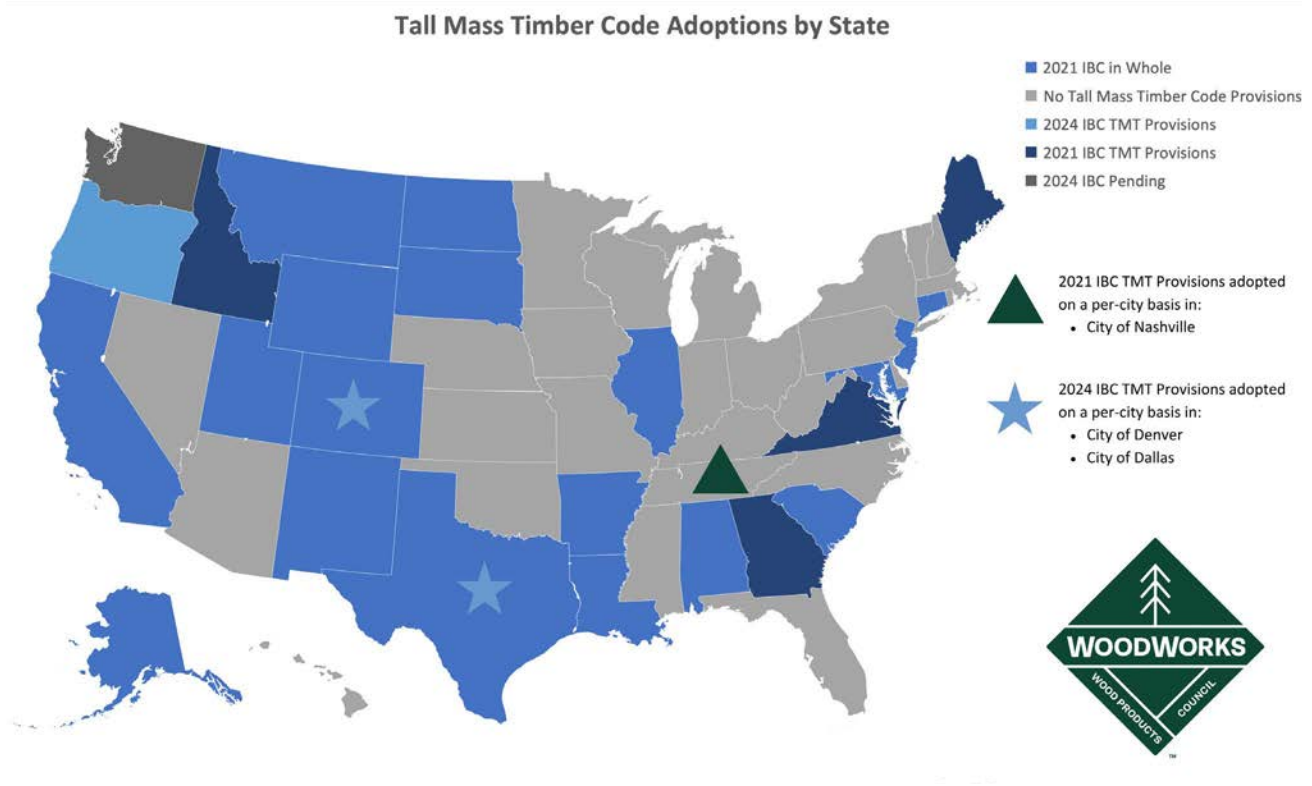 Tall Mass Timber Code Adoptions by State
2021 IBC in Whole
No Tall Mass Timber Code Provisions
2024 IBC TMT Provisions
2021 IBC TMT Provisions
2024 IBC Pending
2021 IBC TMT Provisions adopted
on a per-city basis in:
• City of Nashville
2024 IBC TMT Provisions adopted
on a per-city basis in:
• City of Denver
• City of Dallas
WOODWORKS
WOOD PRODUCTS
COUNCIL
™